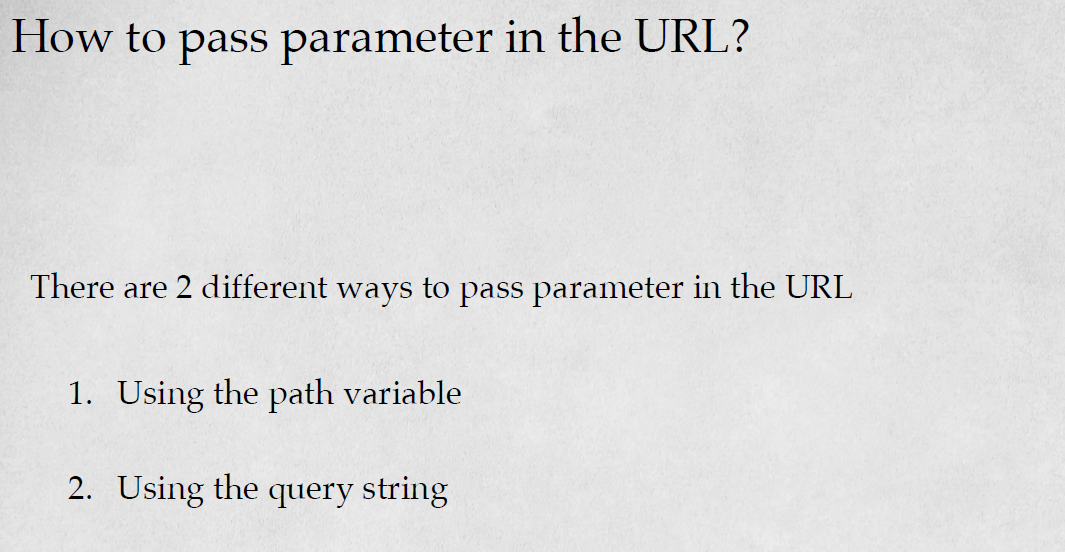 How to pass parameter in the URL?
There are 2 different ways to pass parameter in the URL
1. Using the path variable
2. Using the query string